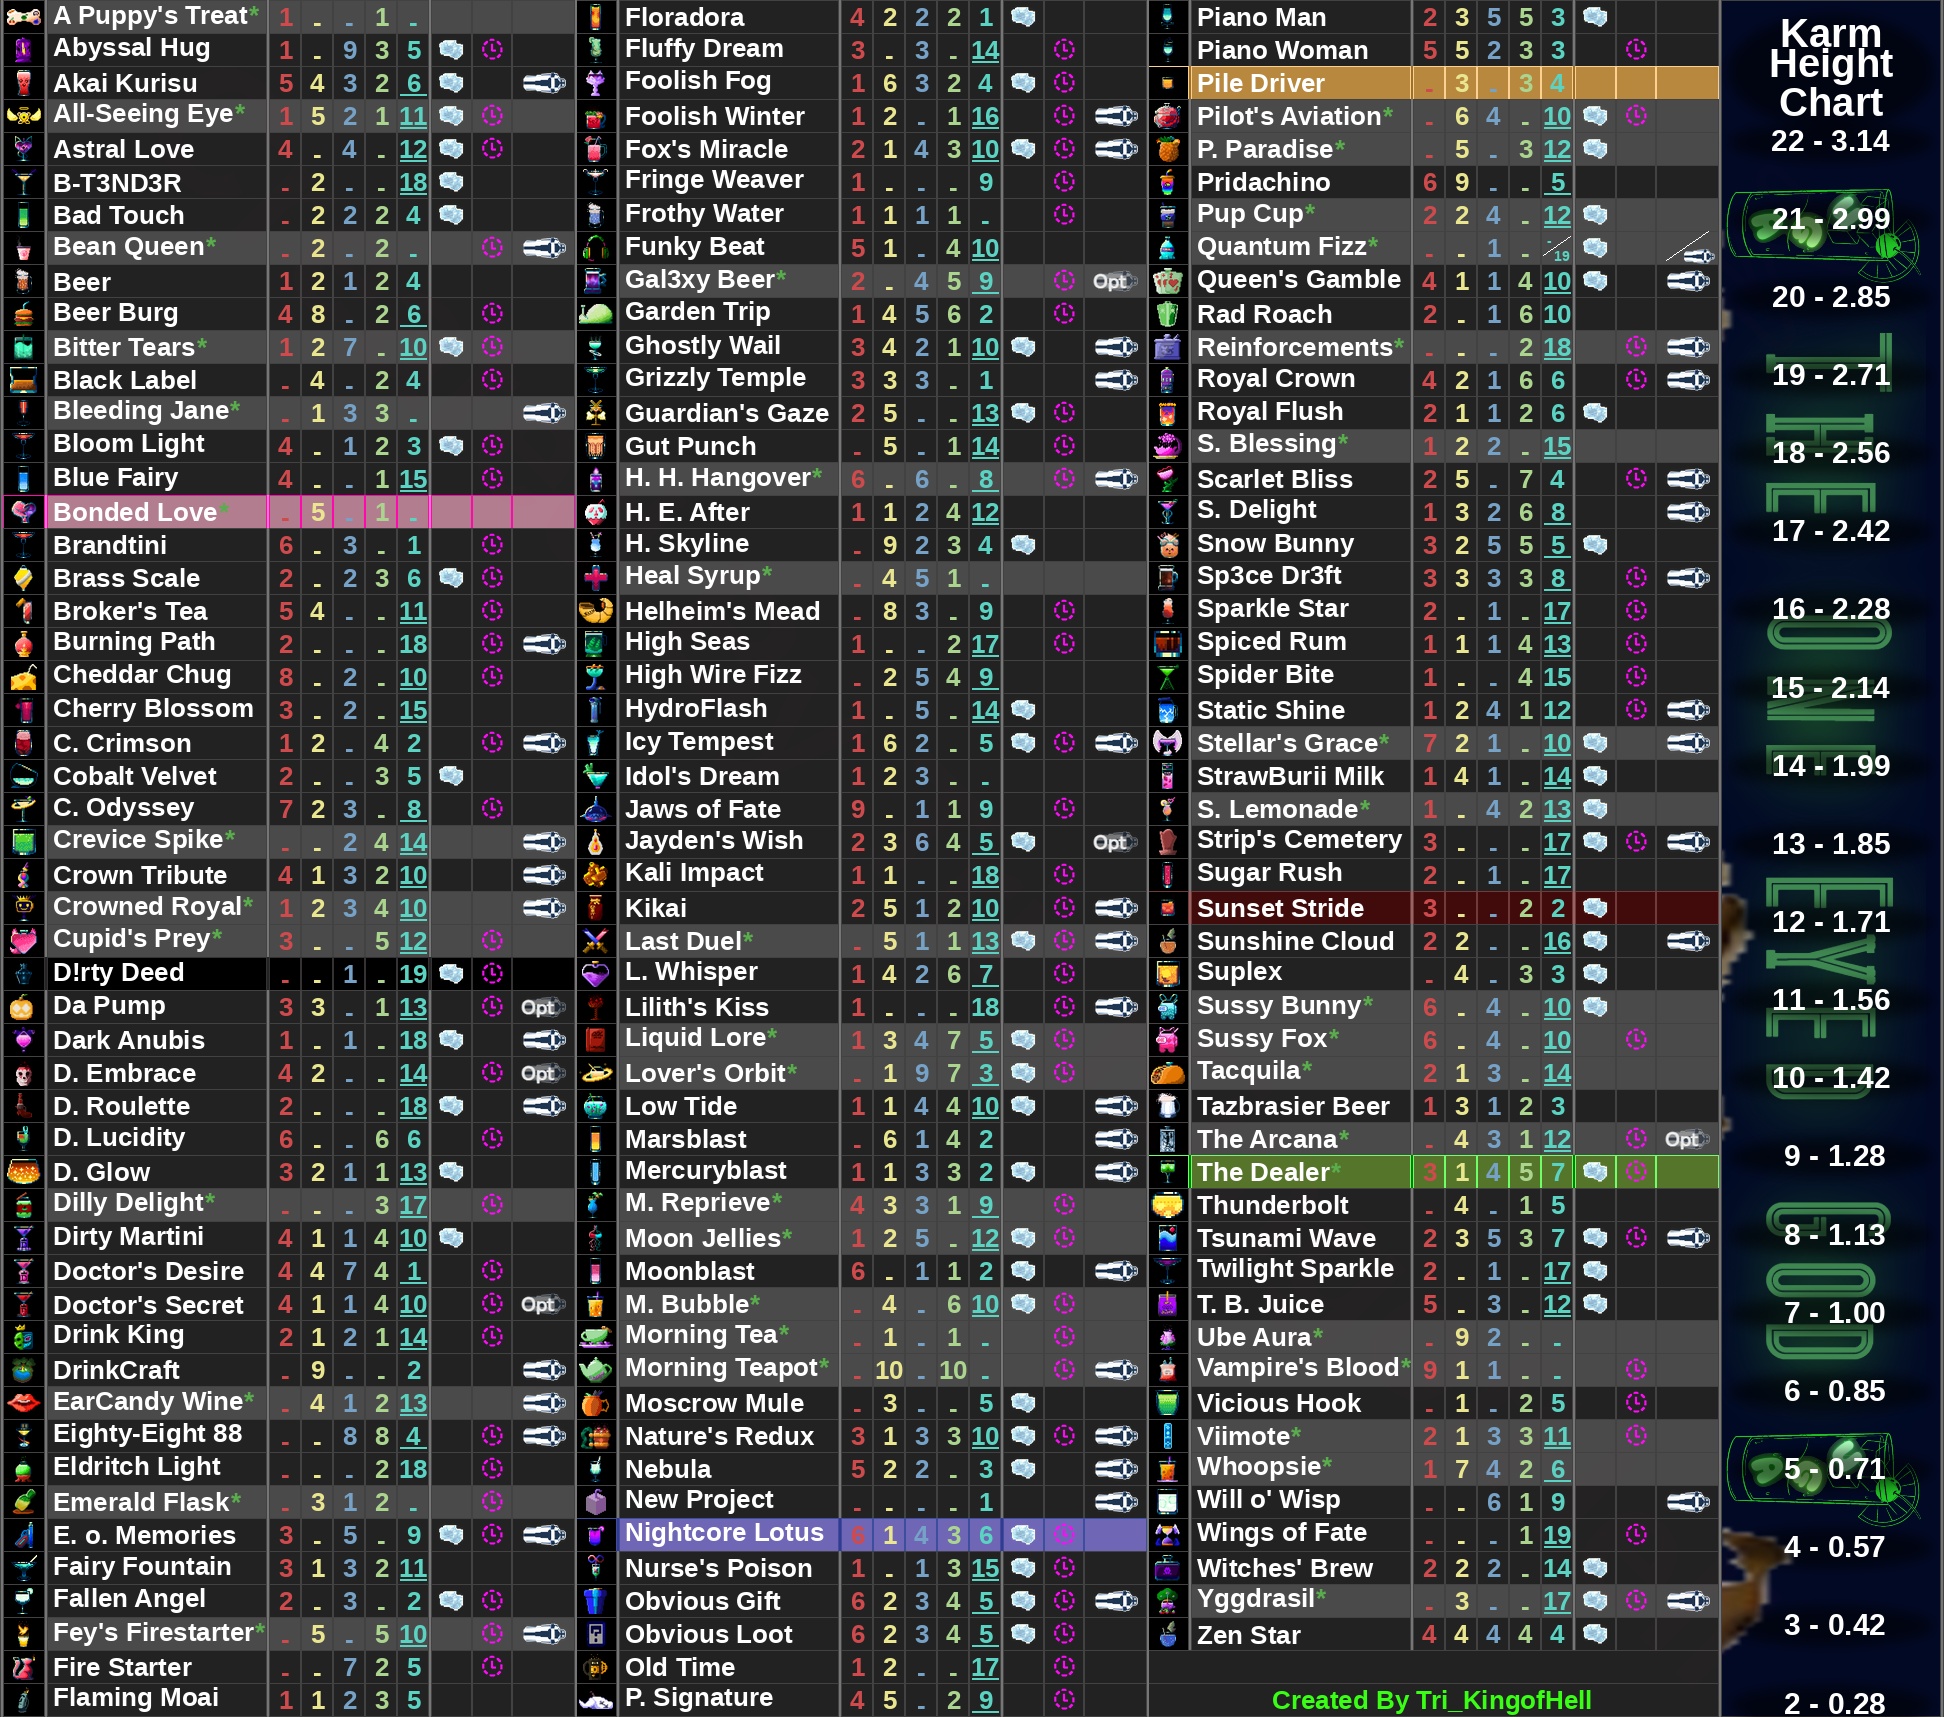 A Puppy's Treat* 1 - - 1 -
Abyssal Hug 1 - 9 3 5
Akai Kurisu 5 4 3 2 6
All-Seeing Eye* 1 5 2 1 11
Astral Love 4 - 4 - 12
B-T3ND3R - 2 - - 18
Bad Touch - 2 2 2 4
Bean Queen* - 2 - 2 -
Beer 1 2 1 2 4
Beer Burg 4 8 - 2 6
Bitter Tears* 1 2 7 - 10
Black Label - 4 - 2 4
Bleeding Jane* - 1 3 3 -
Bloom Light 4 - 1 2 3
Blue Fairy 4 - - 1 15
Bonded Love* - 5 - 1 -
Brandtini 6 - 3 - 1
Brass Scale 2 - 2 3 6
Broker's Tea 5 4 - - 11
Burning Path 2 - - - 18
Cheddar Chug 8 - 2 - 10
Cherry Blossom 3 - 2 - 15
C. Crimson 1 2 - 4 2
Cobalt Velvet 2 - - 3 5
C. Odyssey 7 2 3 - 8
Crevice Spike* - - 2 4 14
Crown Tribute 4 1 3 2 10
Crowned Royal* 1 2 3 4 10
Cupid's Prey* 3 - - 5 12
D!rty Deed - - 1 - 19
Da Pump 3 3 - 1 13 Opt
Dark Anubis 1 - 1 - 18
D. Embrace 4 2 - - 14 Opt
D. Roulette 2 - - - 18
D. Lucidity 6 - - 6 6
D. Glow 3 2 1 1 13
Dilly Delight* - - - 3 17
Dirty Martini 4 1 1 4 10
Doctor's Desire 4 4 7 4 1
Doctor's Secret 4 1 1 4 10 Opt
Drink King 2 1 2 1 14
DrinkCraft - 9 - - 2
EarCandy Wine* - 4 1 2 13
Eighty-Eight 88 - - 8 8 4
Eldritch Light - - - 2 18
Emerald Flask* - 3 1 2 -
E. o. Memories 3 - 5 - 9
Fairy Fountain 3 1 3 2 11
Fallen Angel 2 - 3 - 2
Fey's Firestarter* - 5 - 5 10
Fire Starter - - 7 2 5
Flaming Moai 1 1 2 3 5
Floradora 4 2 2 2 1
Fluffy Dream 3 - 3 - 14
Foolish Fog 1 6 3 2 4
Foolish Winter 1 2 - 1 16
Fox's Miracle 2 1 4 3 10
Fringe Weaver 1 - - - 9
Frothy Water 1 1 1 1 -
Funky Beat 5 1 - 4 10
Gal3xy Beer* 2 - 4 5 9 Opt
Garden Trip 1 4 5 6 2
Ghostly Wail 3 4 2 1 10
Grizzly Temple 3 3 3 - 1
Guardian's Gaze 2 5 - - 13
Gut Punch - 5 - 1 14
H. H. Hangover* 6 - 6 - 8
H. E. After 1 1 2 4 12
H. Skyline - 9 2 3 4
Heal Syrup* - 4 5 1 -
Helheim's Mead - 8 3 - 9
High Seas 1 - - 2 17
High Wire Fizz - 2 5 4 9
HydroFlash 1 - 5 - 14
Icy Tempest 1 6 2 - 5
Idol's Dream 1 2 3 - -
Jaws of Fate 9 - 1 1 9
Jayden's Wish 2 3 6 4 5 Opt
Kali Impact 1 1 - - 18
Kikai 2 5 1 2 10
Last Duel* - 5 1 1 13
L. Whisper 1 4 2 6 7
Lilith's Kiss 1 - - - 18
Liquid Lore* 1 3 4 7 5
Lover's Orbit* - 1 9 7 3
Low Tide 1 1 4 4 10
Marsblast - 6 1 4 2
Mercuryblast 1 1 3 3 2
M. Reprieve* 4 3 3 1 9
Moon Jellies* 1 2 5 - 12
Moonblast 6 - 1 1 2
M. Bubble* - 4 - 6 10
Morning Tea* - 1 - 1 -
Morning Teapot* - 10 - 10 -
Moscrow Mule - 3 - - 5
Nature's Redux 3 1 3 3 10
Nebula 5 2 2 - 3
New Project - - - - 1
Nightcore Lotus 6 1 4 3 6
Nurse's Poison 1 - 1 3 15
Obvious Gift 6 2 3 4 5
Obvious Loot 6 2 3 4 5
Old Time 1 2 - - 17
P. Signature 4 5 - 2 9
Piano Man 2 3 5 5 3
Piano Woman 5 5 2 3 3
Pile Driver - 3 - 3 4
Pilot's Aviation* - 6 4 - 10
P. Paradise* - 5 - 3 12
Pridachino 6 9 - - 5
Pup Cup* 2 2 4 - 12
Quantum Fizz* - - 1 - -/19
Queen's Gamble 4 1 1 4 10
Rad Roach 2 - 1 6 10
Reinforcements* - - - 2 18
Royal Crown 4 2 1 6 6
Royal Flush 2 1 1 2 6
S. Blessing* 1 2 2 - 15
Scarlet Bliss 2 5 - 7 4
S. Delight 1 3 2 6 8
Snow Bunny 3 2 5 5 5
Sp3ce Dr3ft 3 3 3 3 8
Sparkle Star 2 - 1 - 17
Spiced Rum 1 1 1 4 13
Spider Bite 1 - - 4 15
Static Shine 1 2 4 1 12
Stellar's Grace* 7 2 1 - 10
StrawBurii Milk 1 4 1 - 14
S. Lemonade* 1 - 4 2 13
Strip's Cemetery 3 - - - 17
Sugar Rush 2 - 1 - 17
Sunset Stride 3 - - 2 2
Sunshine Cloud 2 2 - - 16
Suplex - 4 - 3 3
Sussy Bunny* 6 - 4 - 10
Sussy Fox* 6 - 4 - 10
Tacquila* 2 1 3 - 14
Tazbrasier Beer 1 3 1 2 3
The Arcana* - 4 3 1 12 Opt
The Dealer* 3 1 4 5 7
Thunderbolt - 4 - 1 5
Tsunami Wave 2 3 5 3 7
Twilight Sparkle 2 - 1 - 17
T. B. Juice 5 - 3 - 12
Ube Aura* - 9 2 - -
Vampire's Blood* 9 1 1 - -
Vicious Hook - 1 - 2 5
Viimote* 2 1 3 3 11
Whoopsie* 1 7 4 2 6
Will o' Wisp - - 6 1 9
Wings of Fate - - - 1 19
Witches' Brew 2 2 2 - 14
Yggdrasil* - 3 - - 17
Zen Star 4 4 4 4 4
Created By Tri_KingofHell
Karm
Height
Chart
22 - 3.14
21 - 2.99
20 - 2.85
19 - 2.71
18 - 2.56
17 - 2.42
16 - 2.28
15 - 2.14
14 - 1.99
13 - 1.85
12 - 1.71
11 - 1.56
10 - 1.42
9 - 1.28
8 - 1.13
7 - 1.00
6 - 0.85
5 - 0.71
4 - 0.57
3 - 0.42
2 - 0.28
THE ONE EYED GOD